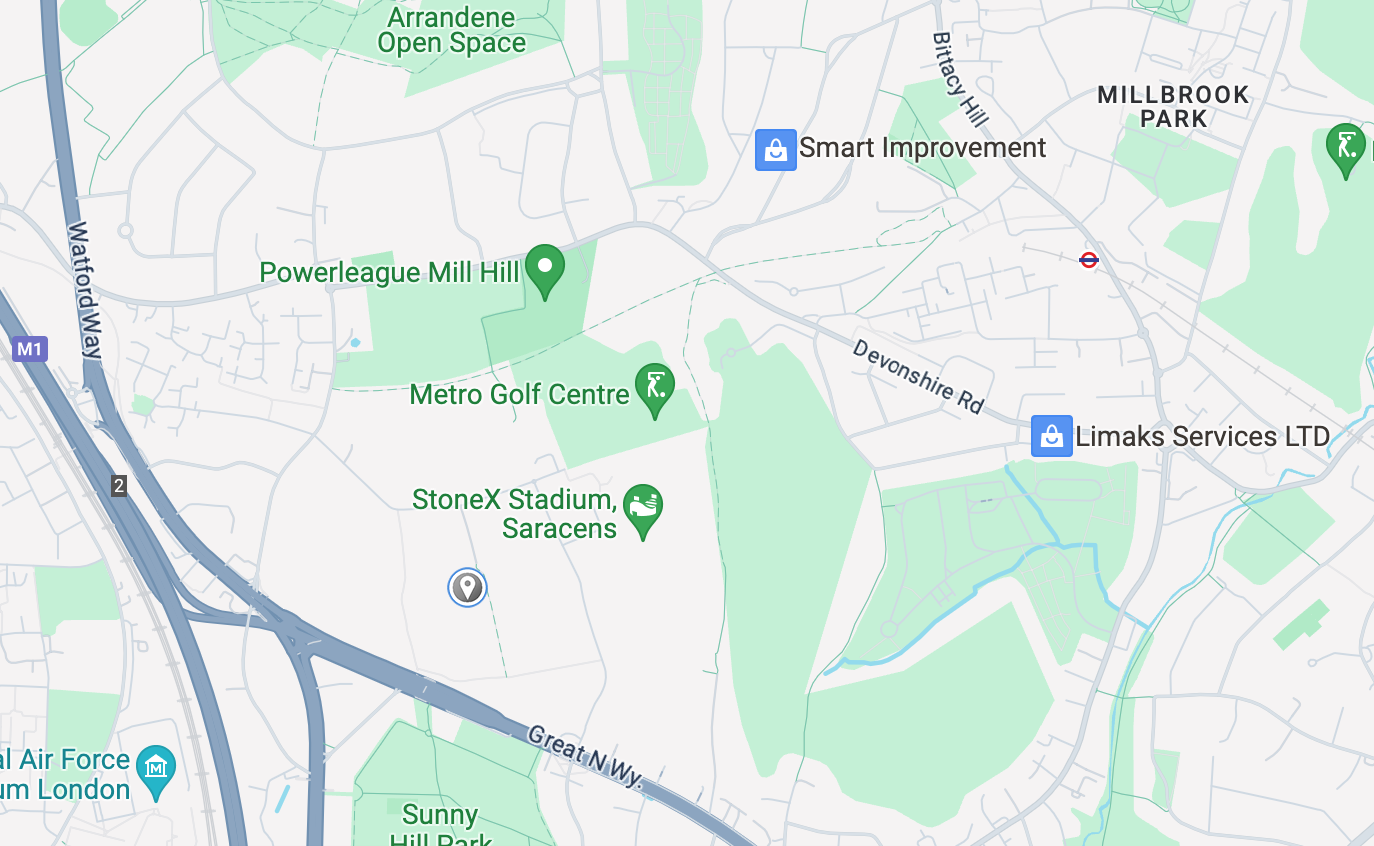 Arrandene
Open Space
Bittacy Hill
MILLBROOK
PARK
Smart Improvement
Watford Way
Powerleague Mill Hill
M1
Devonshire Rd
Metro Golf Centre
Limaks Services LTD
2
StoneX Stadium,
Saracens
Great N Wy.
al Air Force
um London
M
Sunny
Hill Park